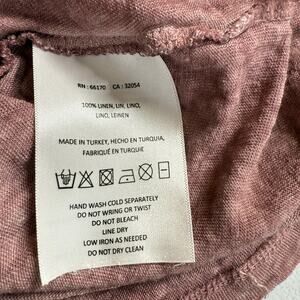 RN : 66170 CA : 32054
100% LINEN, LIN, LINO,
LINO, LEINEN
MADE IN TURKEY, HECHO EN TURQUIA,
FABRIQUÉ EN TURQUIE
HAND WASH COLD SEPARATELY
DO NOT WRING OR TWIST
DO NOT BLEACH
LINE DRY
LOW IRON AS NEEDED
DO NOT DRY CLEAN